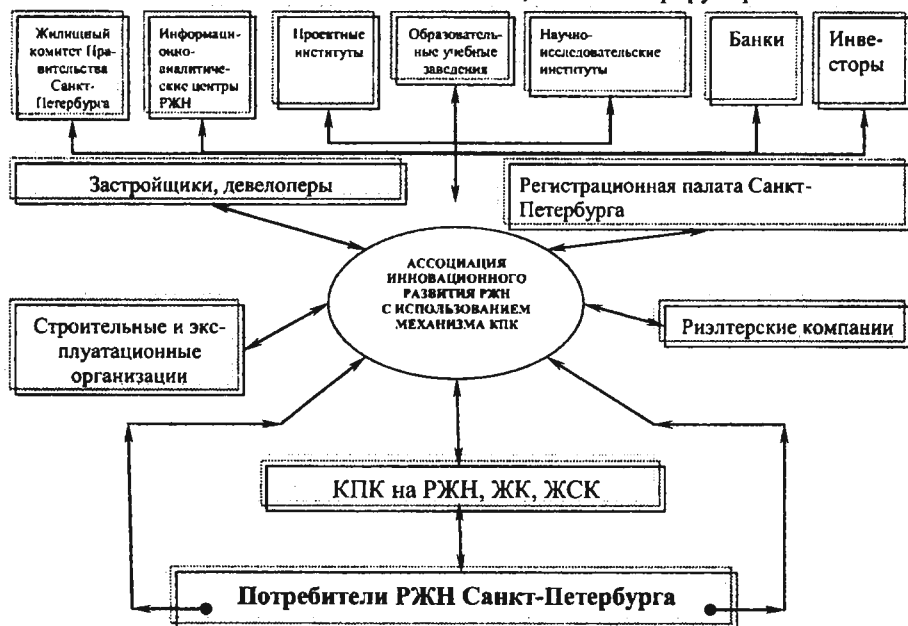 Жилищный
комитет Пра-
вительства
Санкт-
Петербурга
Информаци-
онно-
аналитиче-
ские центры
РЖН
Проектные
институты
Образователь-
ные учебные
заведения
Научно-
исследовательские
институты
Банки
Инве-
сторы
Застройщики, девелоперы
Регистрационная палата Санкт-
Петербурга
АССОЦИАЦИЯ
ИННОВАЦИОННОГО
РАЗВИТИЯ РЖН
С ИСПОЛЬЗОВАНИЕМ
МЕХАНИЗМА КПК
Строительные и экс-
плуатационные
организации
Риэлтерские компании
КПК на РЖН, ЖК, ЖСК
Потребители РЖН Санкт-Петербурга